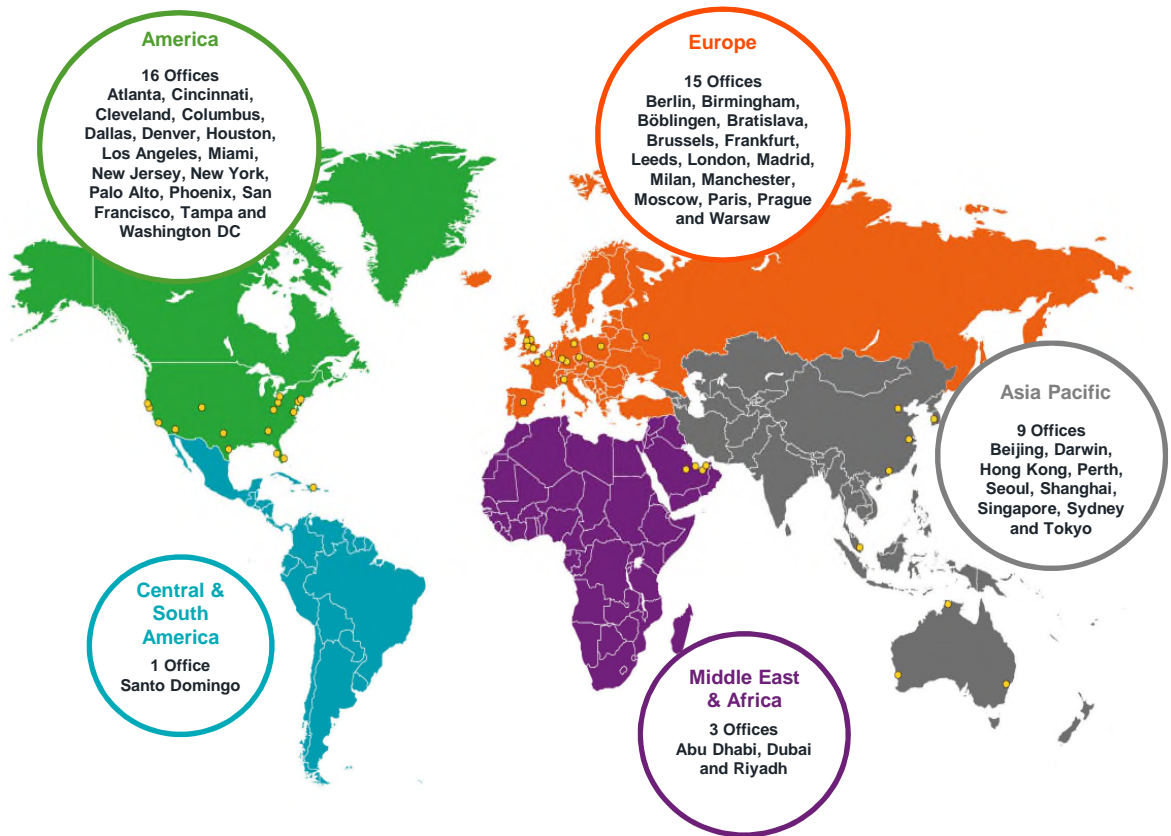 America
16 Offices
Atlanta, Cincinnati,
Cleveland, Columbus,
Dallas, Denver, Houston,
Los Angeles, Miami,
New Jersey, New York,
Palo Alto, Phoenix, San
Francisco, Tampa and
Washington DC
Europe
15 Offices
Berlin, Birmingham,
Böblingen, Bratislava,
Brussels, Frankfurt,
Leeds, London, Madrid,
Milan, Manchester,
Moscow, Paris, Prague
and Warsaw
Asia Pacific
9 Offices
Beijing, Darwin,
Hong Kong, Perth,
Seoul, Shanghai,
Singapore, Sydney
and Tokyo
Central &
South
America
1 Office
Santo Domingo
Middle East
& Africa
3 Offices
Abu Dhabi, Dubai
and Riyadh